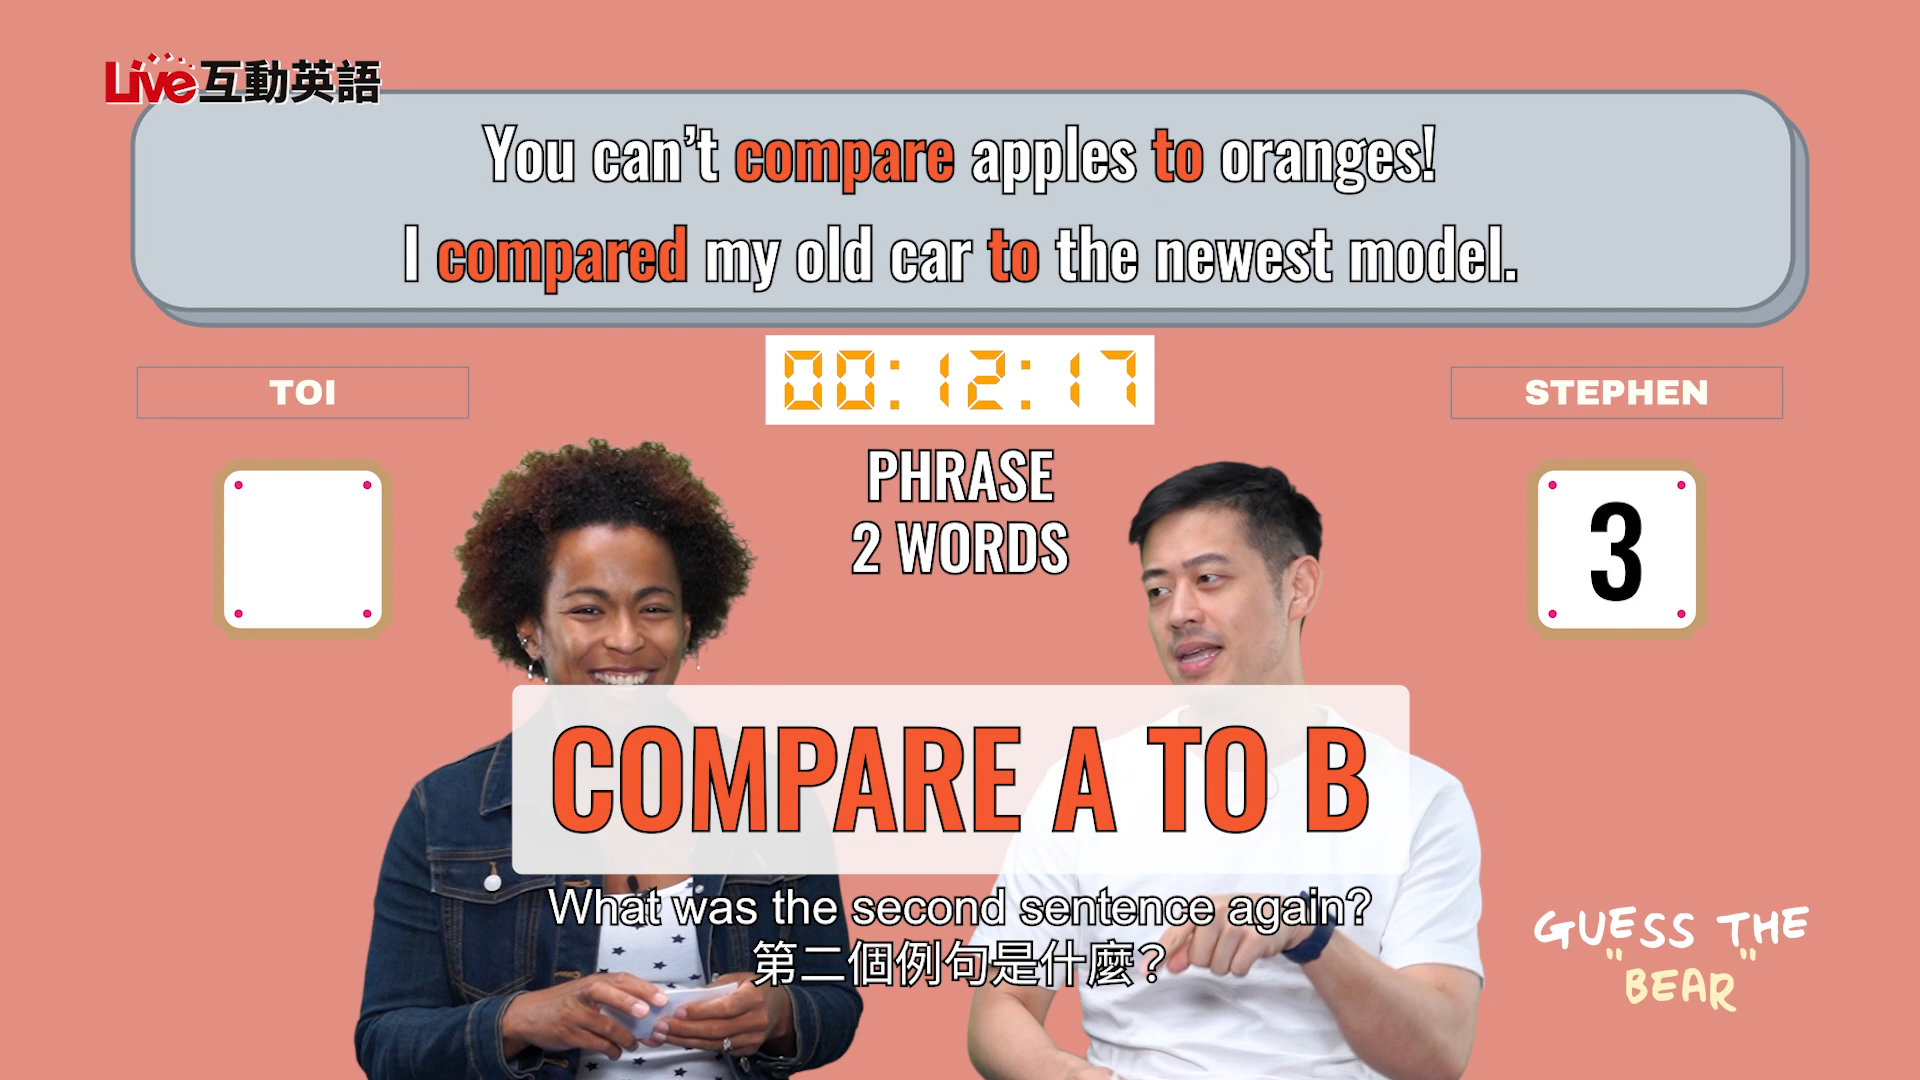 Live互動英語
You can't compare apples to oranges!
I compared my old car to the newest model.
00:12:17
TOI
STEPHEN
PHRASE
2 WORDS
3
COMPARE A TO B
What was the second sentence again?
第二個例句是什麼？
GUESS THE
"BEAR"